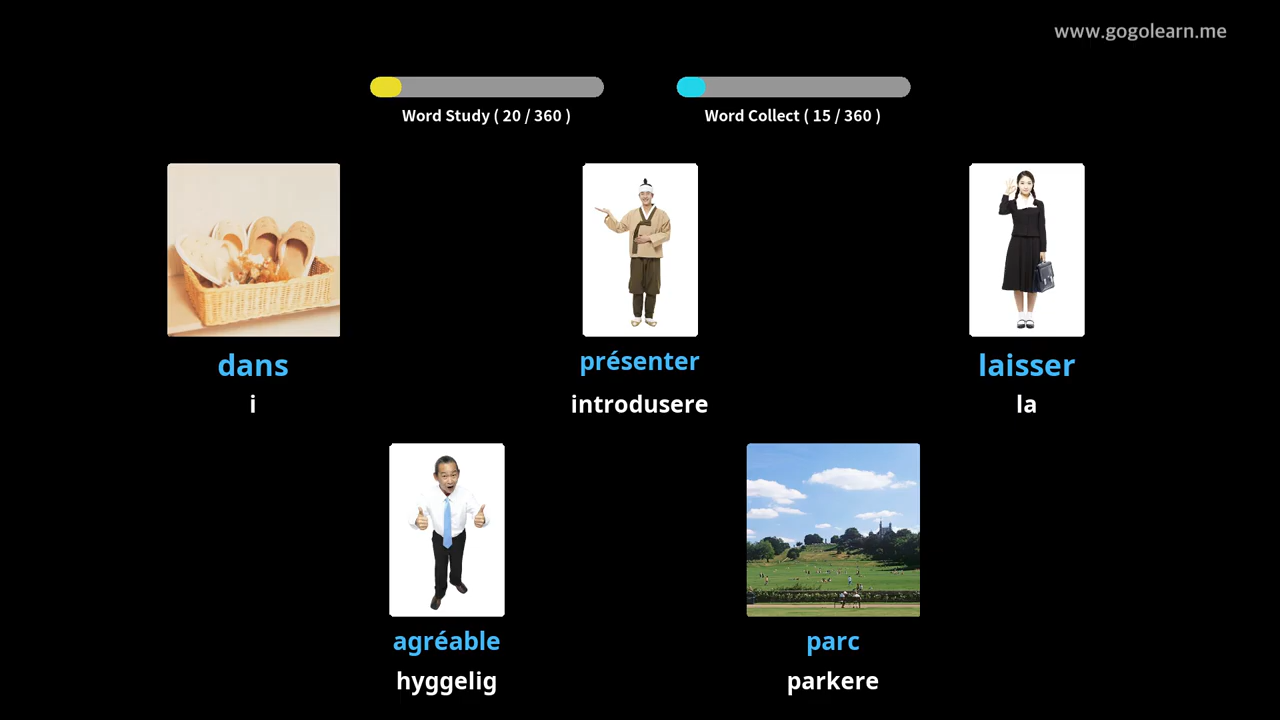 www.gogolearn.me
Word Study ( 20 / 360 )
Word Collect ( 15 / 360 )
dans
i
présenter
introdusere
laisser
la
agréable
hyggelig
parc
parkere